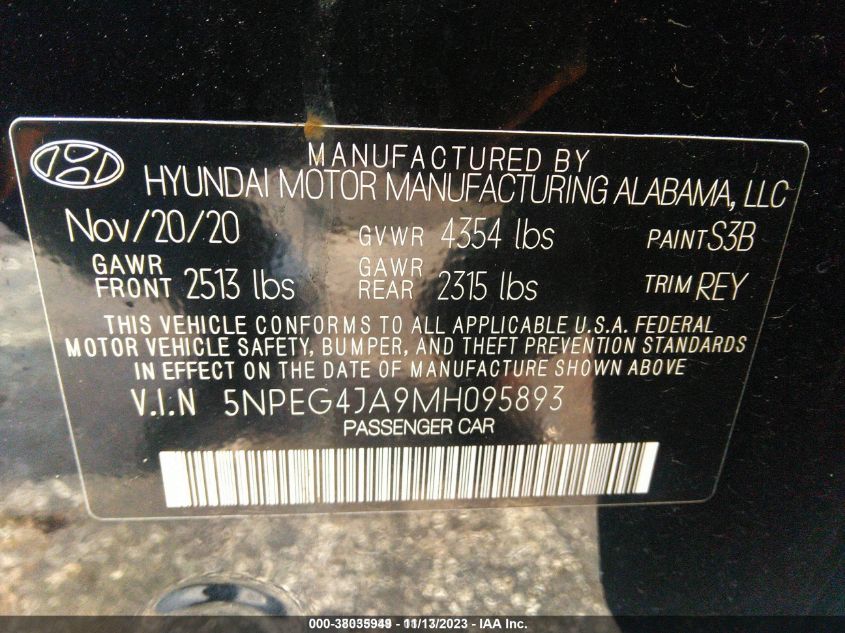 MANUFACTURED BY
HYUNDAI MOTOR MANUFACTURING ALABAMA, LLC
Nov/20/20 GVWR 4354 lbs PAINT S3B
GAWR FRONT 2513 lbs GAWR REAR 2315 lbs TRIM REY
THIS VEHICLE CONFORMS TO ALL APPLICABLE U.S.A. FEDERAL
MOTOR VEHICLE SAFETY, BUMPER, AND THEFT PREVENTION STANDARDS
IN EFFECT ON THE DATE OF MANUFACTURE SHOWN ABOVE
V.I.N 5NPEG4JA9MH095893
PASSENGER CAR
000-38035949 - 11/13/2023 - IAA Inc.